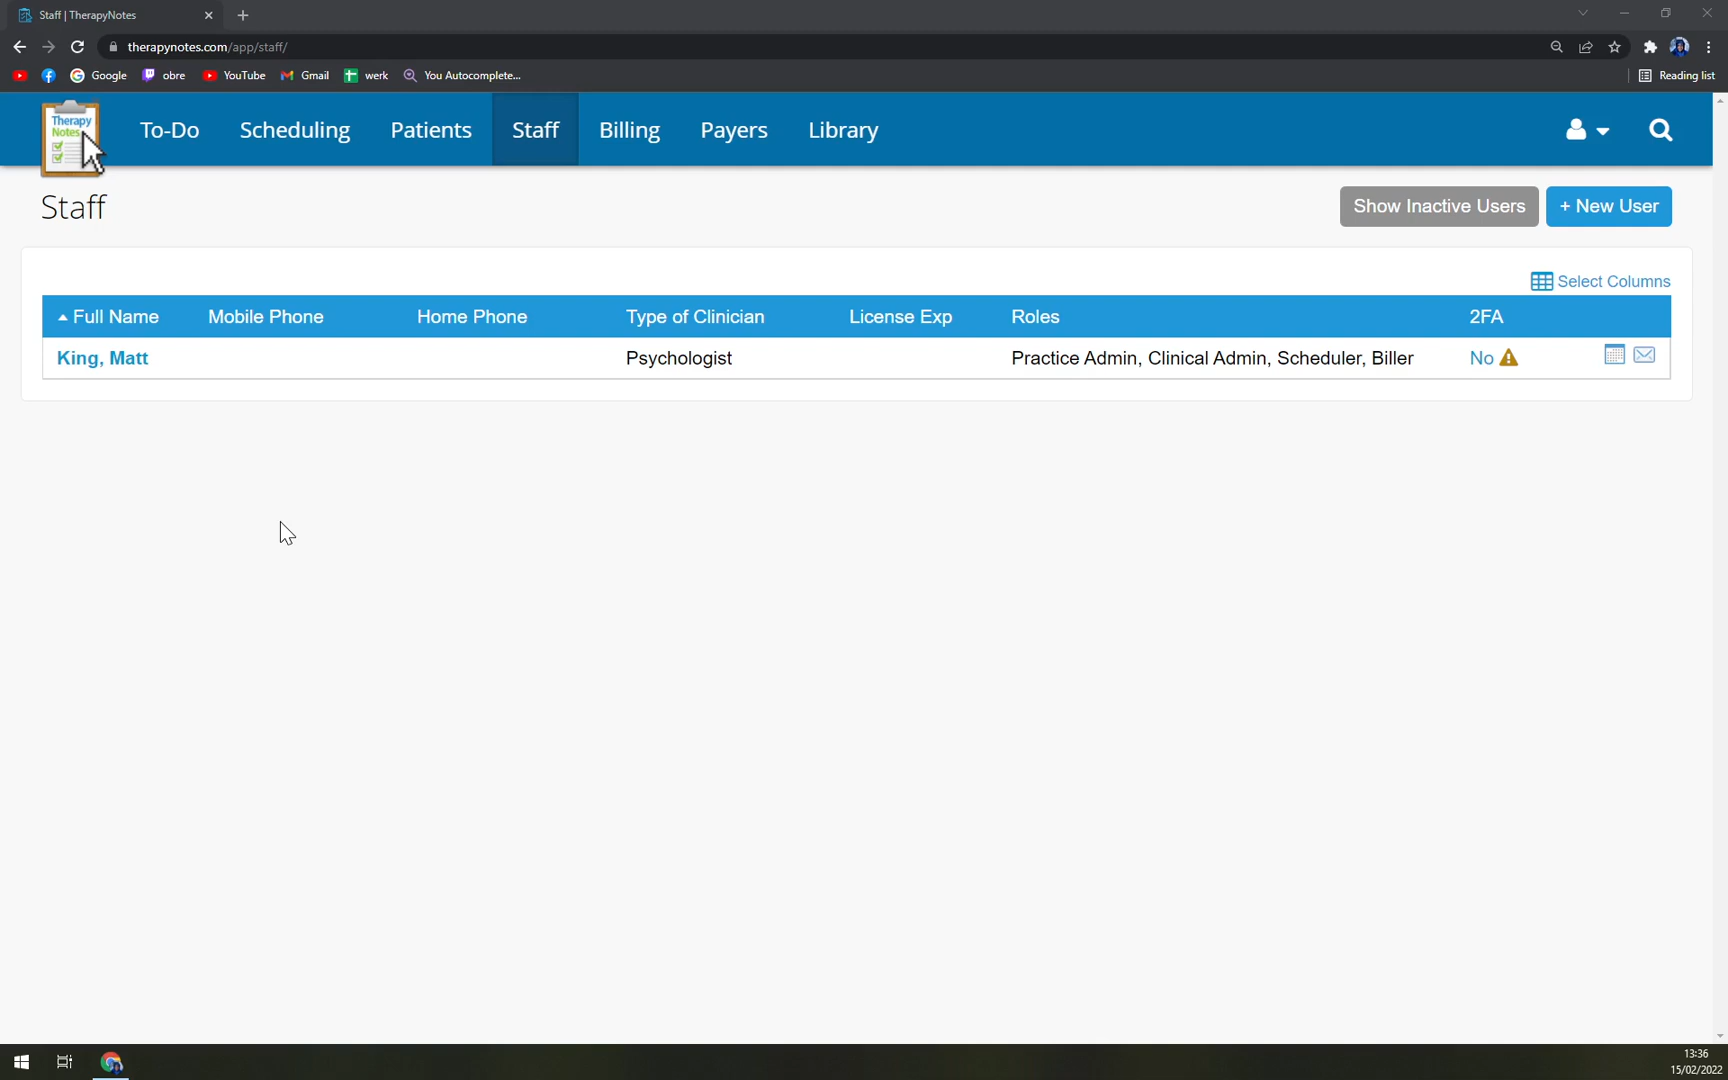 Staff | TherapyNotes
therapynotes.com/app/staff/
Google obre YouTube Gmail werk You Autocomplete... Reading list
Therapy Notes
To-Do Scheduling Patients Staff Billing Payers Library
Staff
Show Inactive Users + New User
Select Columns
Full Name Mobile Phone Home Phone Type of Clinician License Exp Roles 2FA
King, Matt Psychologist Practice Admin, Clinical Admin, Scheduler, Biller No
13:36
15/02/2022